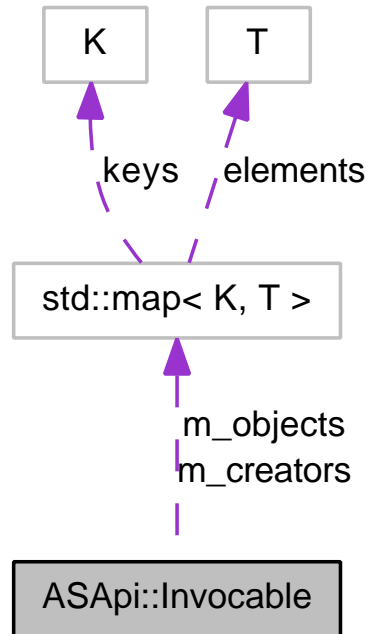 K
T
keys
elements
std::map< K, T >
m_objects
m_creators
ASApi::Invocable